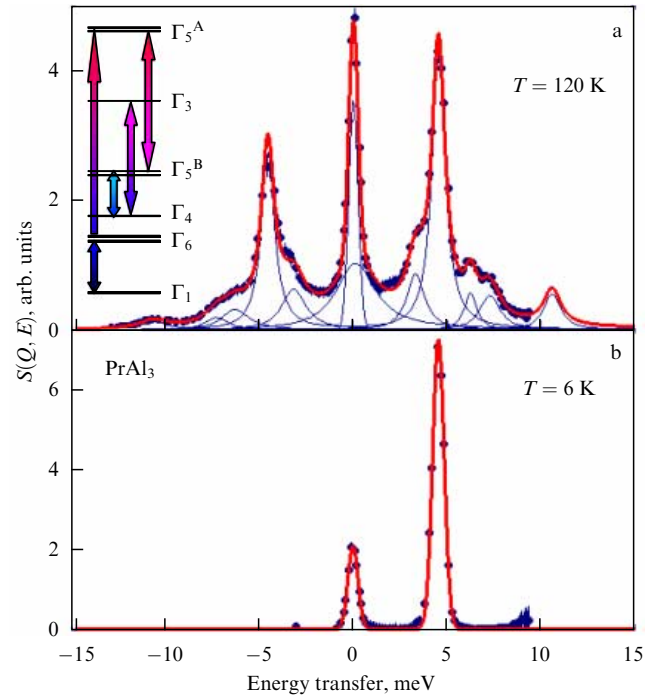 a
T = 120 K
Γ₅ᴬ
Γ₃
Γ₅ᴮ
Γ₄
Γ₆
Γ₁
4
2
0
S(Q, E), arb. units
b
PrAl₃
T = 6 K
6
4
2
0
−15 −10 −5 0 5 10 15
Energy transfer, meV